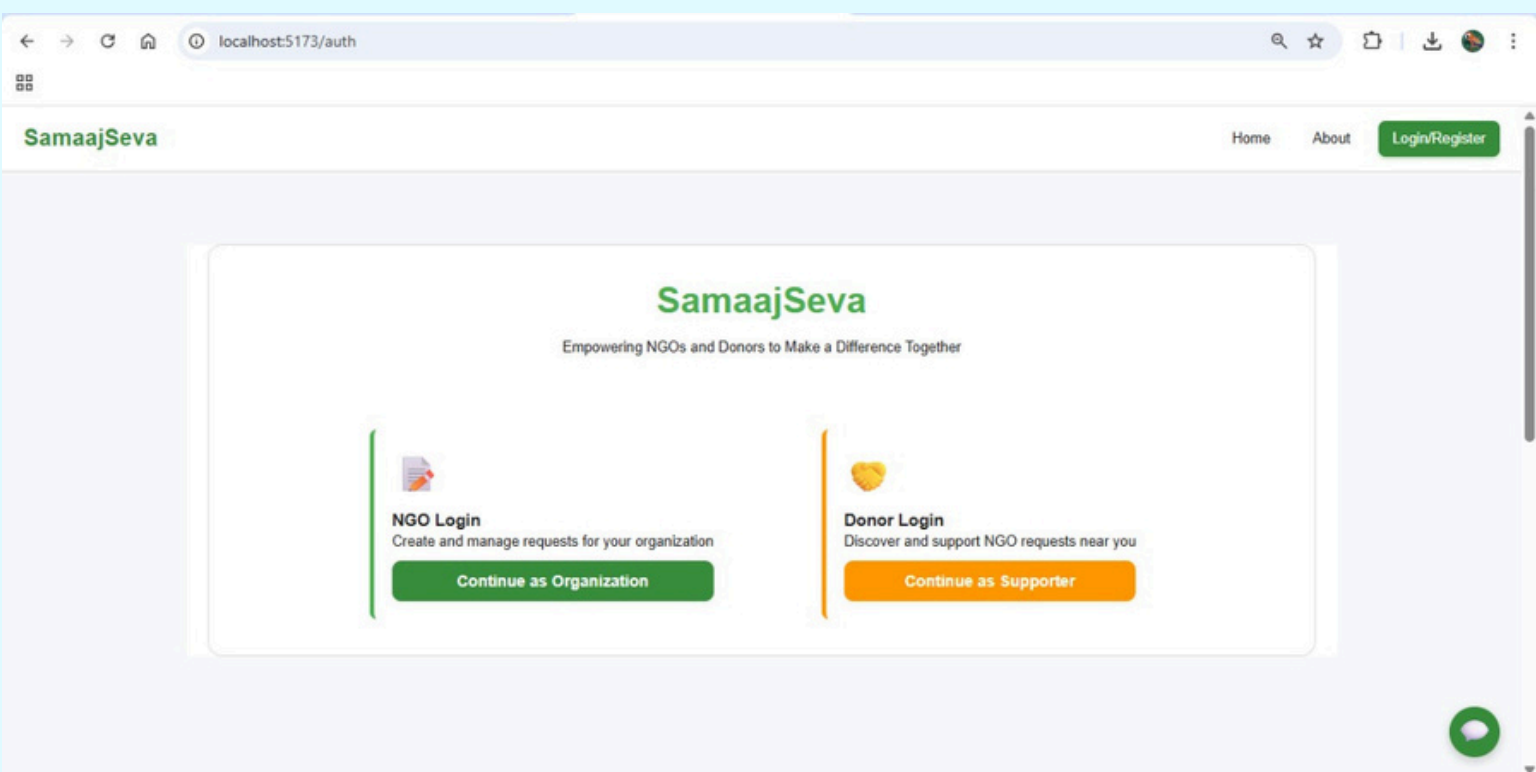 localhost:5173/auth
SamaajSeva
Home About Login/Register
SamaajSeva
Empowering NGOs and Donors to Make a Difference Together
NGO Login
Create and manage requests for your organization
Continue as Organization
Donor Login
Discover and support NGO requests near you
Continue as Supporter